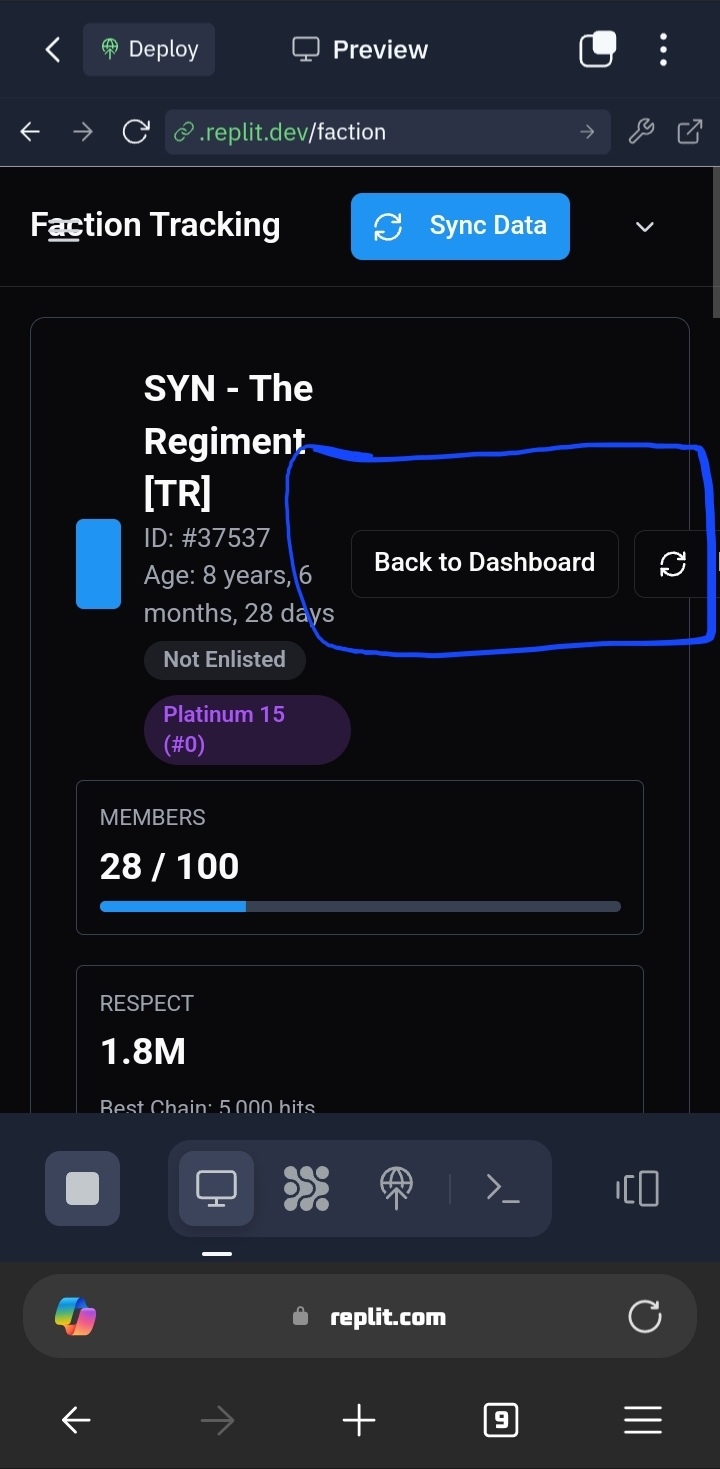 Deploy
Preview
.replit.dev/faction
Faction Tracking
Sync Data
SYN - The
Regiment
[TR]
ID: #37537
Age: 8 years, 6
months, 28 days
Back to Dashboard
Not Enlisted
Platinum 15
(#0)
MEMBERS
28 / 100
RESPECT
1.8M
Best Chain: 5,000 hits
replit.com
9